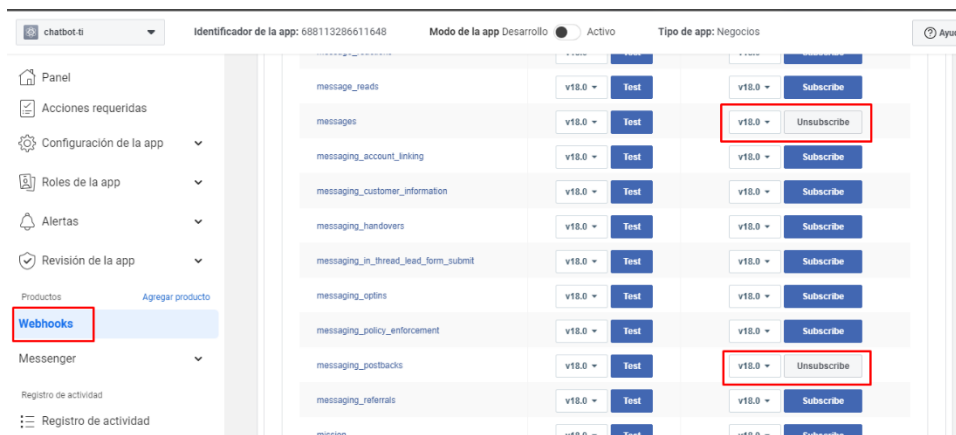 chatbot-ti Identificador de la app: 688113286611648 Modo de la app Desarrollo Activo Tipo de app: Negocios
Panel
Acciones requeridas
Configuración de la app
Roles de la app
Alertas
Revisión de la app
Productos Agregar producto
Webhooks
Messenger
Registro de actividad
Registro de actividad
message_reads v18.0 Test v18.0 Subscribe
messages v18.0 Test v18.0 Unsubscribe
messaging_account_linking v18.0 Test v18.0 Subscribe
messaging_customer_information v18.0 Test v18.0 Subscribe
messaging_handovers v18.0 Test v18.0 Subscribe
messaging_in_thread_lead_form_submit v18.0 Test v18.0 Subscribe
messaging_optins v18.0 Test v18.0 Subscribe
messaging_policy_enforcement v18.0 Test v18.0 Subscribe
messaging_postbacks v18.0 Test v18.0 Unsubscribe
messaging_referrals v18.0 Test v18.0 Subscribe